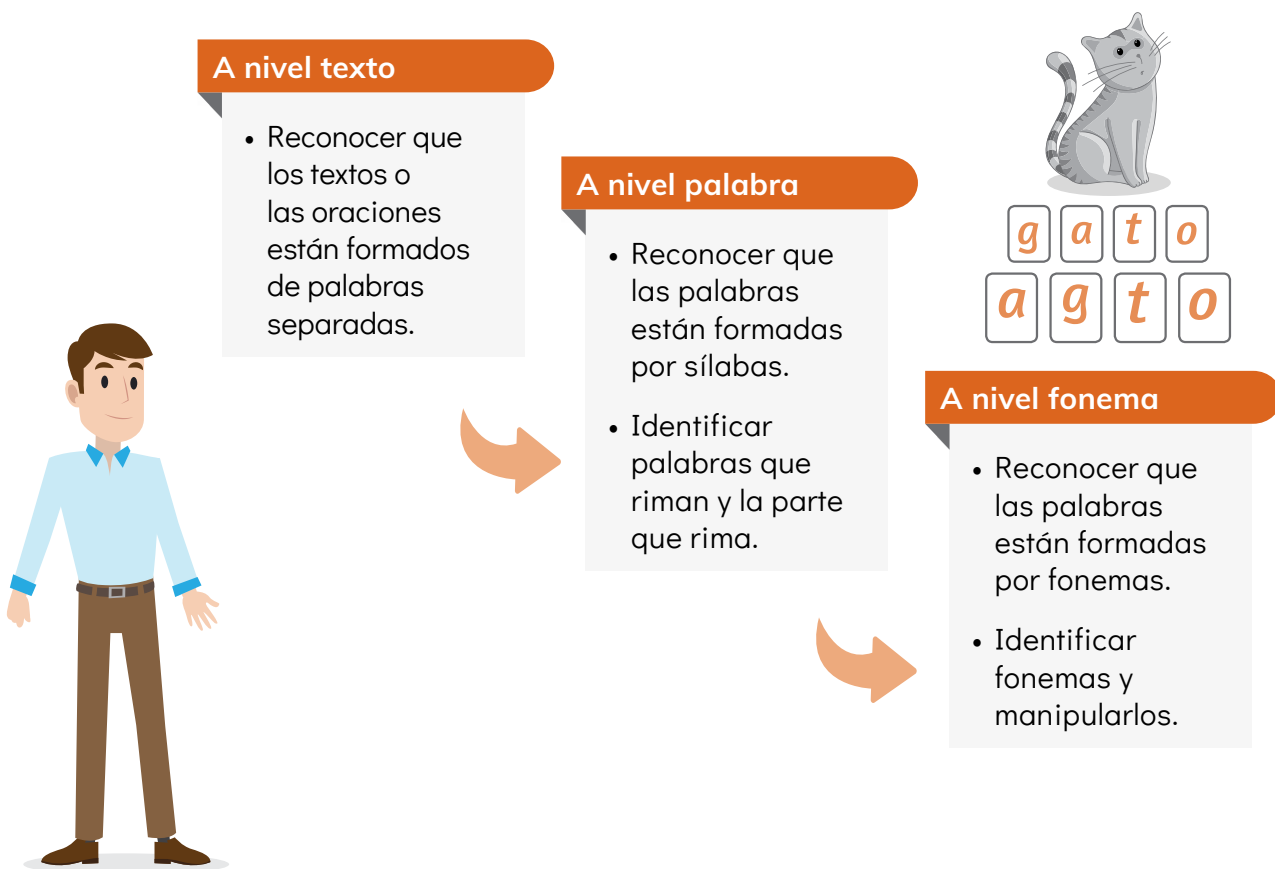 A nivel texto
• Reconocer que
los textos o
las oraciones
están formados
de palabras
separadas.
A nivel palabra
• Reconocer que
las palabras
están formadas
por sílabas.
• Identificar
palabras que
riman y la parte
que rima.
g a t o
a g t o
A nivel fonema
• Reconocer que
las palabras
están formadas
por fonemas.
• Identificar
fonemas y
manipularlos.